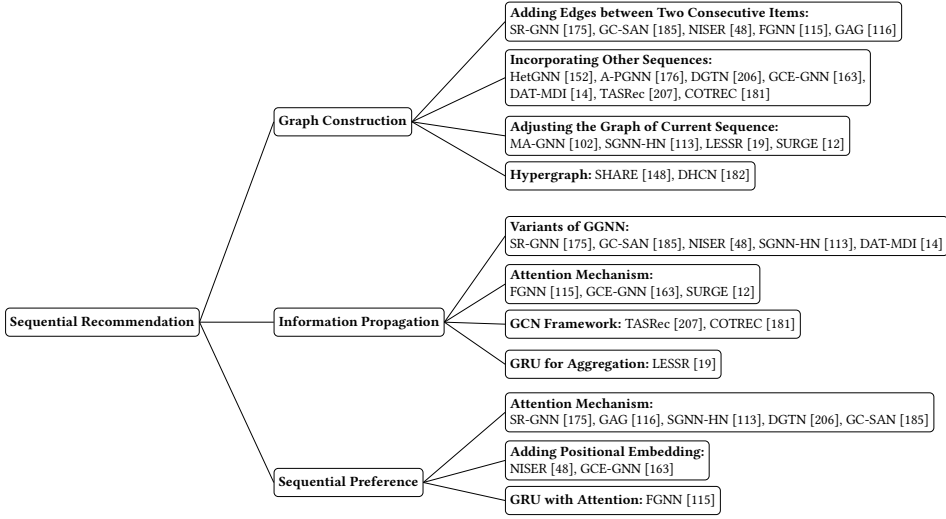 Adding Edges between Two Consecutive Items:
SR-GNN [175], GC-SAN [185], NISER [48], FGNN [115], GAG [116]
Incorporating Other Sequences:
HetGNN [152], A-PGNN [176], DGTN [206], GCE-GNN [163],
DAT-MDI [14], TASRec [207], COTREC [181]
Graph Construction
Adjusting the Graph of Current Sequence:
MA-GNN [102], SGNN-HN [113], LESSR [19], SURGE [12]
Hypergraph: SHARE [148], DHCN [182]
Variants of GGNN:
SR-GNN [175], GC-SAN [185], NISER [48], SGNN-HN [113], DAT-MDI [14]
Attention Mechanism:
FGNN [115], GCE-GNN [163], SURGE [12]
Sequential Recommendation
Information Propagation
GCN Framework: TASRec [207], COTREC [181]
GRU for Aggregation: LESSR [19]
Attention Mechanism:
SR-GNN [175], GAG [116], SGNN-HN [113], DGTN [206], GC-SAN [185]
Adding Positional Embedding:
NISER [48], GCE-GNN [163]
Sequential Preference
GRU with Attention: FGNN [115]